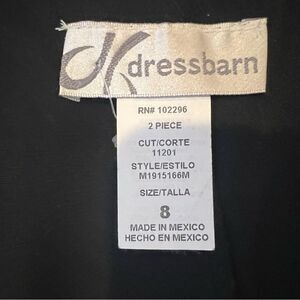 dressbarn
RN# 102296
2 PIECE
CUT/CORTE
11201
STYLE/ESTILO
M1915166M
SIZE/TALLA
8
MADE IN MEXICO
HECHO EN MEXICO